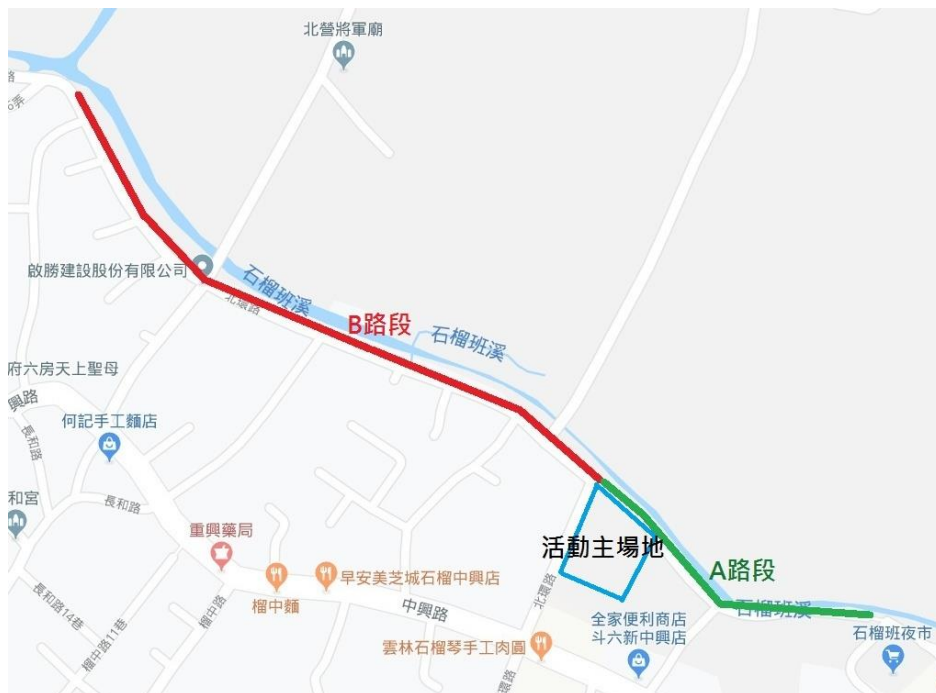 北營將軍廟
路
6弄
啟勝建設股份有限公司
石榴班溪
北環路
B路段
石榴班溪
府六房天上聖母
興路
何記手工麵店
長和路
和宮
長和路
重興藥局
活動主場地
早安美芝城石榴中興店
榴中麵
A路段
北環路
石榴班溪
長和路14巷
榴中路
中興路
全家便利商店
斗六新中興店
石榴班夜市
榴中路11巷
雲林石榴琴手工肉圓
環路